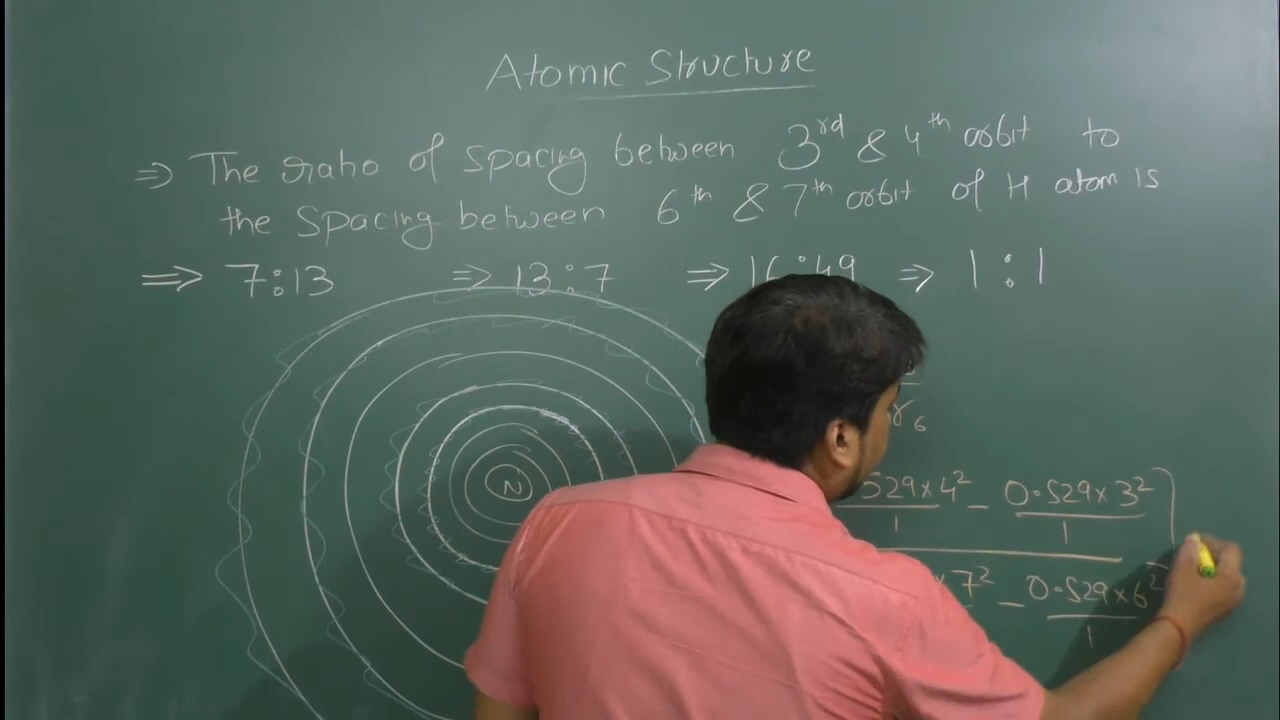 Atomic Structure
⇒ The ratio of spacing between 3rd & 4th orbit to
the spacing between 6th & 7th orbit of H atom is
⇒ 7:13 ⇒ 13:7 ⇒ 16:49 ⇒ 1:1
N
r6
529×4² - 0.529×3²
1 1
×7² - 0.529×6²
1